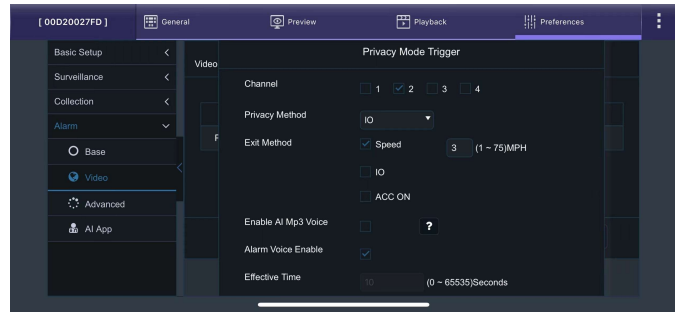 [ 00D20027FD ] General Preview Playback Preferences
Basic Setup
Surveillance
Collection
Alarm
Base
Video
Advanced
AI App
Video
Privacy Mode Trigger
Channel 1 2 3 4
Privacy Method IO
Exit Method Speed 3 (1 ~ 75)MPH
IO
ACC ON
Enable AI Mp3 Voice ?
Alarm Voice Enable
Effective Time 10 (0 ~ 65535)Seconds